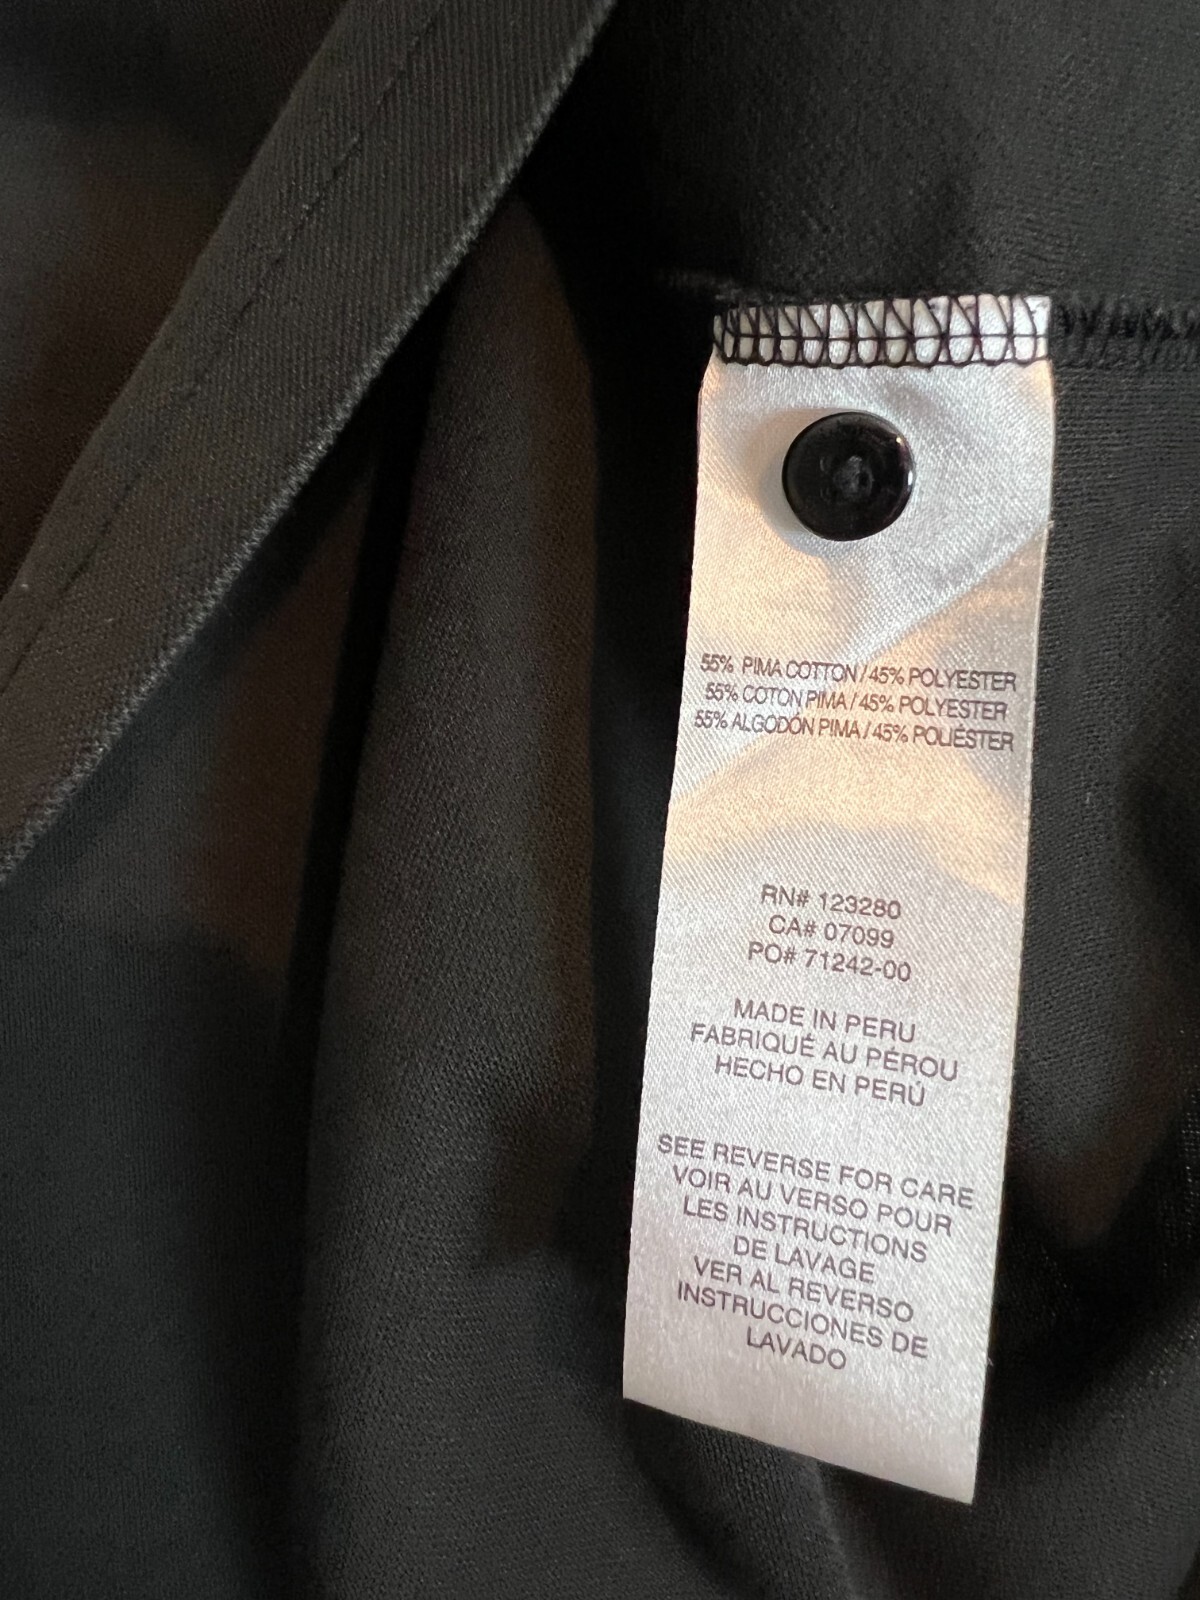 55% PIMA COTTON / 45% POLYESTER
55% COTON PIMA / 45% POLYESTER
55% ALGODÓN PIMA / 45% POLIÉSTER
RN# 123280
CA# 07099
PO# 71242-00
MADE IN PERU
FABRIQUÉ AU PÉROU
HECHO EN PERÚ
SEE REVERSE FOR CARE
VOIR AU VERSO POUR
LES INSTRUCTIONS
DE LAVAGE
VER AL REVERSO
INSTRUCCIONES DE
LAVADO